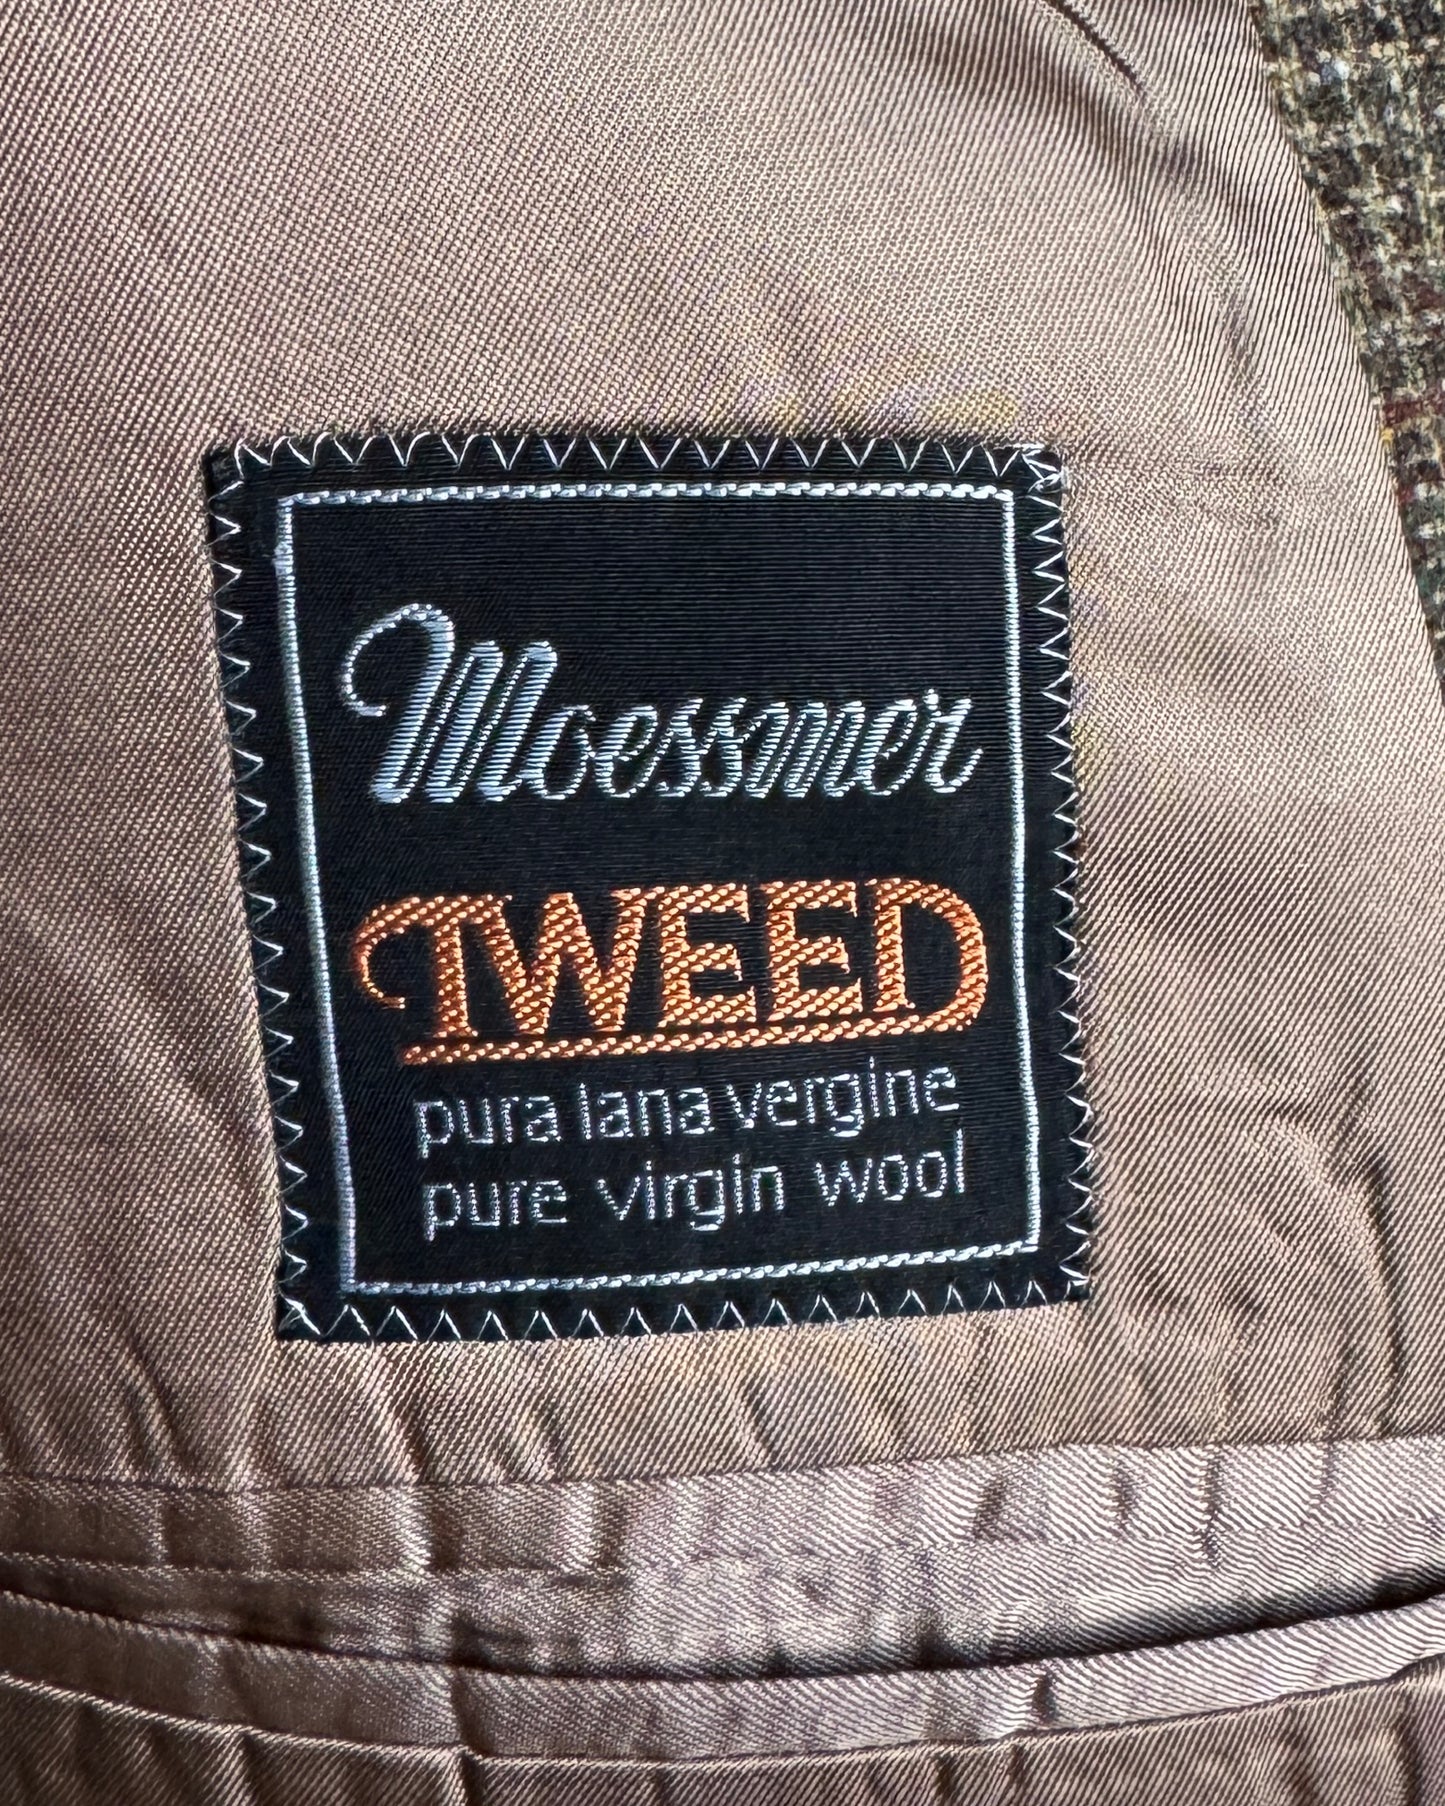 Moessmer
TWEED
pura lana vergine
pure virgin wool